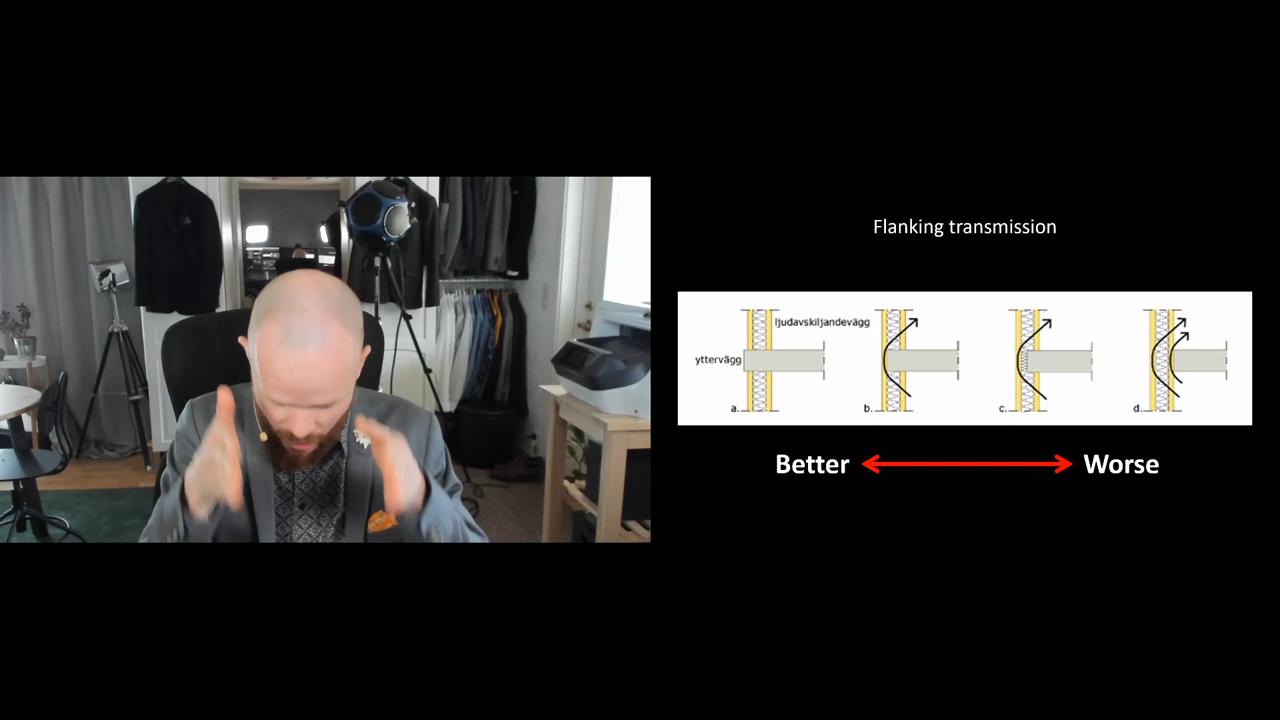 Flanking transmission
ljudavskiljandevägg
yttervägg
a. b. c. d.
Better Worse